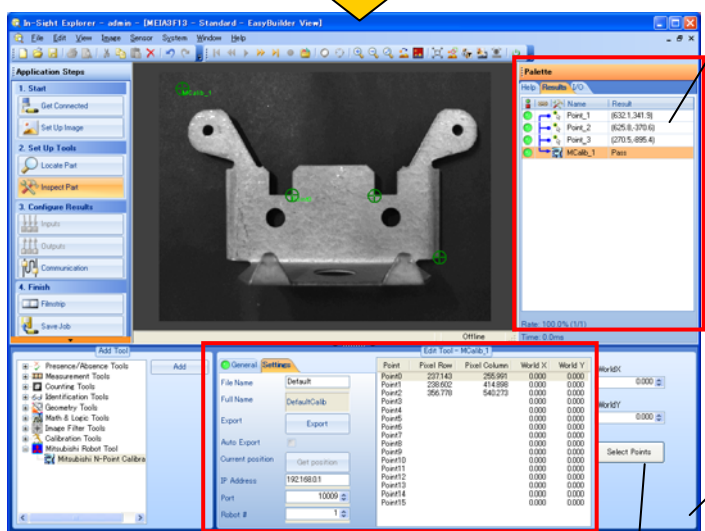 In-Sight Explorer - admin - [MEIA3F13 - Standard - EasyBuilder View]
File Edit View Image Sensor System Window Help
Application Steps
1. Start
Get Connected
Set Up Image
2. Set Up Tools
Locate Part
Inspect Part
3. Configure Results
Inputs
Outputs
Communication
4. Finish
Filmstrip
Save Job
MCalib_1
Offline
Palette
Help Results I/O
Name Result
Point_1 (632.1,341.9)
Point_2 (625.8,-370.6)
Point_3 (270.5,-895.4)
MCalib_1 Pass
Rate: 100.0% (1/1)
Time: 0.0ms
Add Tool
Presence/Absence Tools
Measurement Tools
Counting Tools
Identification Tools
Geometry Tools
Math & Logic Tools
Image Filter Tools
Calibration Tools
Mitsubishi Robot Tool
Mitsubishi N-Point Calibra
Add
Edit Tool - MCalib_1
General Settings
File Name Default
Full Name DefaultCalib
Export Export
Auto Export
Current position Get position
IP Address 192.168.0.1
Port 10009
Robot # 1
Point Pixel Row Pixel Column World X World Y
Point0 237.143 255.991 0.000 0.000
Point1 238.602 414.898 0.000 0.000
Point2 356.778 540.273 0.000 0.000
Point3 0.000 0.000
Point4 0.000 0.000
Point5 0.000 0.000
Point6 0.000 0.000
Point7 0.000 0.000
Point8 0.000 0.000
Point9 0.000 0.000
Point10 0.000 0.000
Point11 0.000 0.000
Point12 0.000 0.000
Point13 0.000 0.000
Point14 0.000 0.000
Point15 0.000 0.000
WorldX
0.000
WorldY
0.000
Select Points